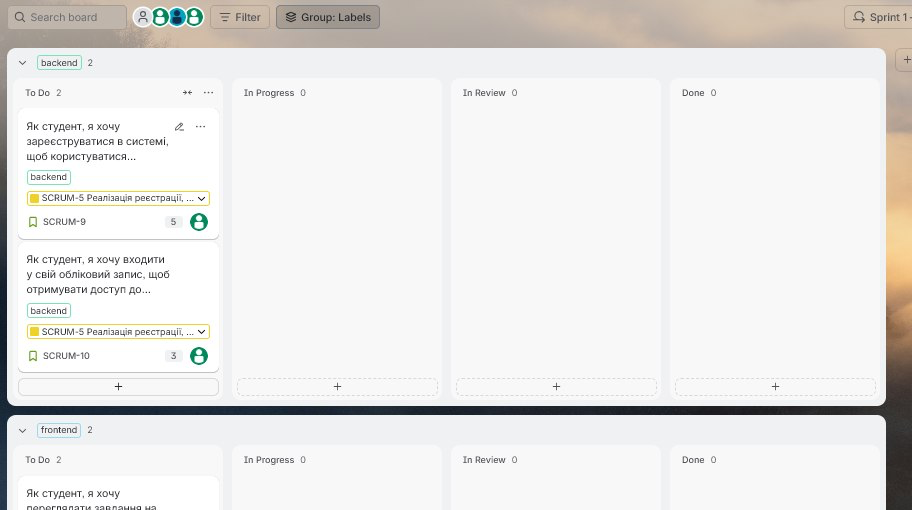 Search board
Filter
Group: Labels
Sprint 1
backend 2
To Do 2
In Progress 0
In Review 0
Done 0
Як студент, я хочу
зареєструватися в системі,
щоб користуватися...
backend
SCRUM-5 Реалізація реєстрації, ...
SCRUM-9
5
Як студент, я хочу входити
у свій обліковий запис, щоб
отримувати доступ до...
backend
SCRUM-5 Реалізація реєстрації, ...
SCRUM-10
3
frontend 2
To Do 2
In Progress 0
In Review 0
Done 0
Як студент, я хочу
переглядати завдання на